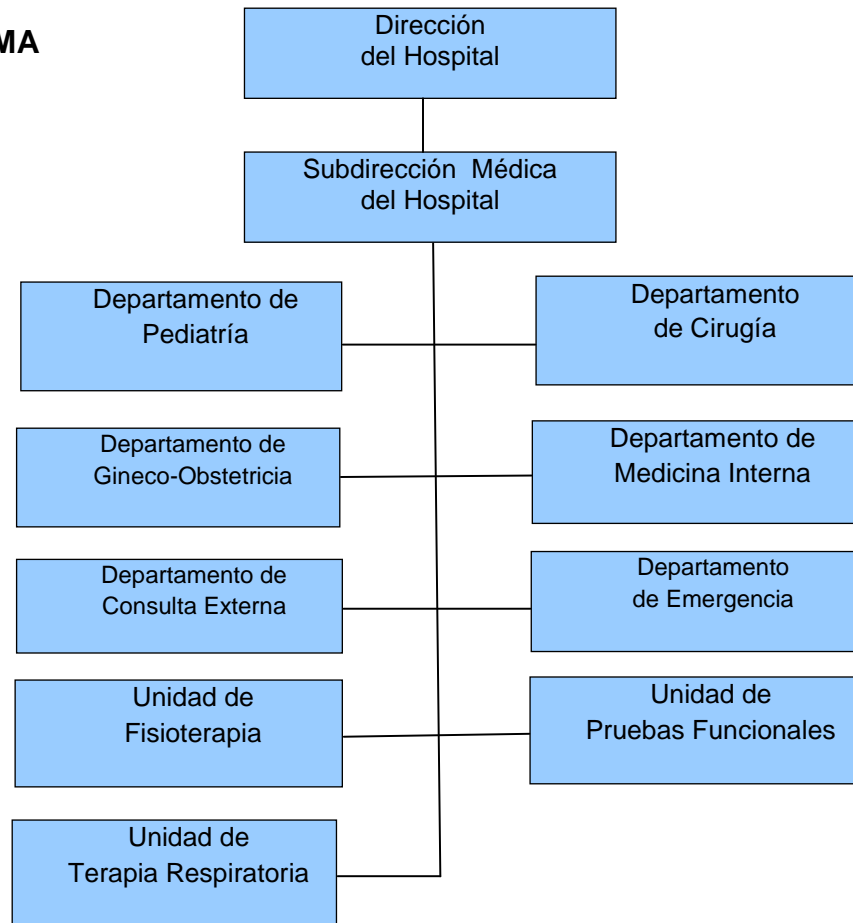 MA
Dirección
del Hospital
Subdirección Médica
del Hospital
Departamento de
Pediatría
Departamento
de Cirugía
Departamento de
Gineco-Obstetricia
Departamento de
Medicina Interna
Departamento de
Consulta Externa
Departamento
de Emergencia
Unidad de
Fisioterapia
Unidad de
Pruebas Funcionales
Unidad de
Terapia Respiratoria